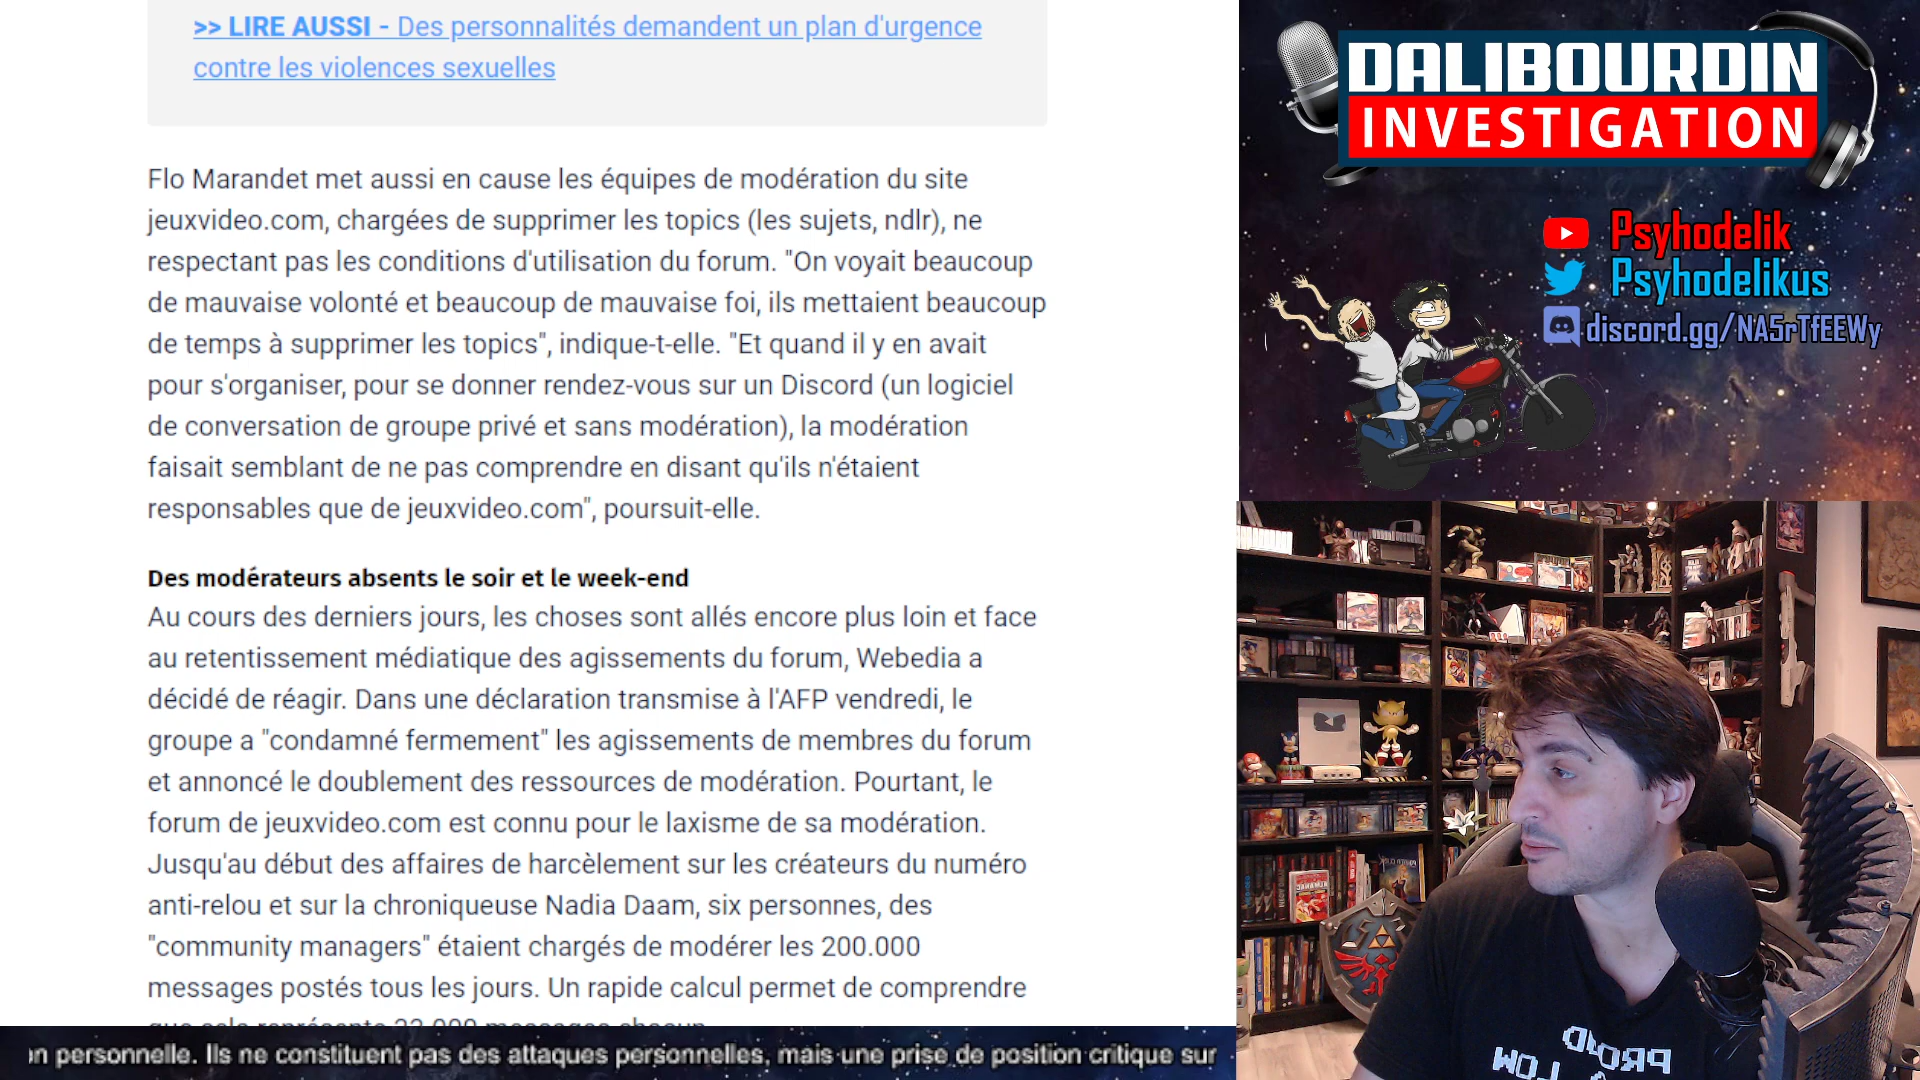 >> LIRE AUSSI - Des personnalités demandent un plan d'urgence
contre les violences sexuelles
Flo Marandet met aussi en cause les équipes de modération du site
jeuxvideo.com, chargées de supprimer les topics (les sujets, ndlr), ne
respectant pas les conditions d'utilisation du forum. "On voyait beaucoup
de mauvaise volonté et beaucoup de mauvaise foi, ils mettaient beaucoup
de temps à supprimer les topics", indique-t-elle. "Et quand il y en avait
pour s'organiser, pour se donner rendez-vous sur un Discord (un logiciel
de conversation de groupe privé et sans modération), la modération
faisait semblant de ne pas comprendre en disant qu'ils n'étaient
responsables que de jeuxvideo.com", poursuit-elle.
Des modérateurs absents le soir et le week-end
Au cours des derniers jours, les choses sont allés encore plus loin et face
au retentissement médiatique des agissements du forum, Webedia a
décidé de réagir. Dans une déclaration transmise à l'AFP vendredi, le
groupe a "condamné fermement" les agissements de membres du forum
et annoncé le doublement des ressources de modération. Pourtant, le
forum de jeuxvideo.com est connu pour le laxisme de sa modération.
Jusqu'au début des affaires de harcèlement sur les créateurs du numéro
anti-relou et sur la chroniqueuse Nadia Daam, six personnes, des
"community managers" étaient chargés de modérer les 200.000
messages postés tous les jours. Un rapide calcul permet de comprendre
personnelle. Ils ne constituent pas des attaques personnelles, mais une prise de position critique sur
DALIBOURDIN
INVESTIGATION
Psyhodelik
Psyhodelikus
discord.gg/NA5rTfEEWy